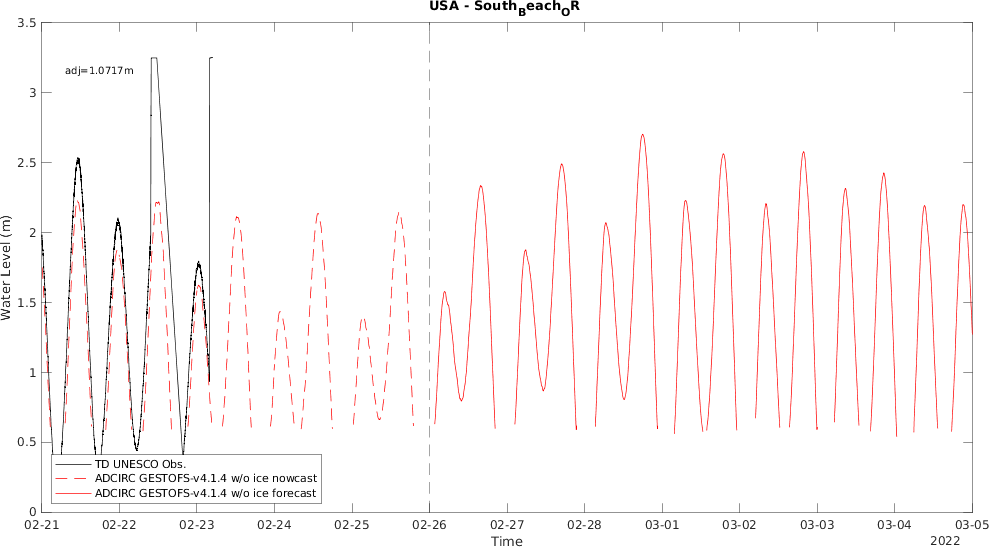 USA - South_Beach_OR
3.5
3
2.5
2
1.5
1
0.5
0
Water Level (m)
adj=1.0717m
TD UNESCO Obs.
ADCIRC GESTOFS-v4.1.4 w/o ice nowcast
ADCIRC GESTOFS-v4.1.4 w/o ice forecast
02-21 02-22 02-23 02-24 02-25 02-26 02-27 02-28 03-01 03-02 03-03 03-04 03-05
Time
2022